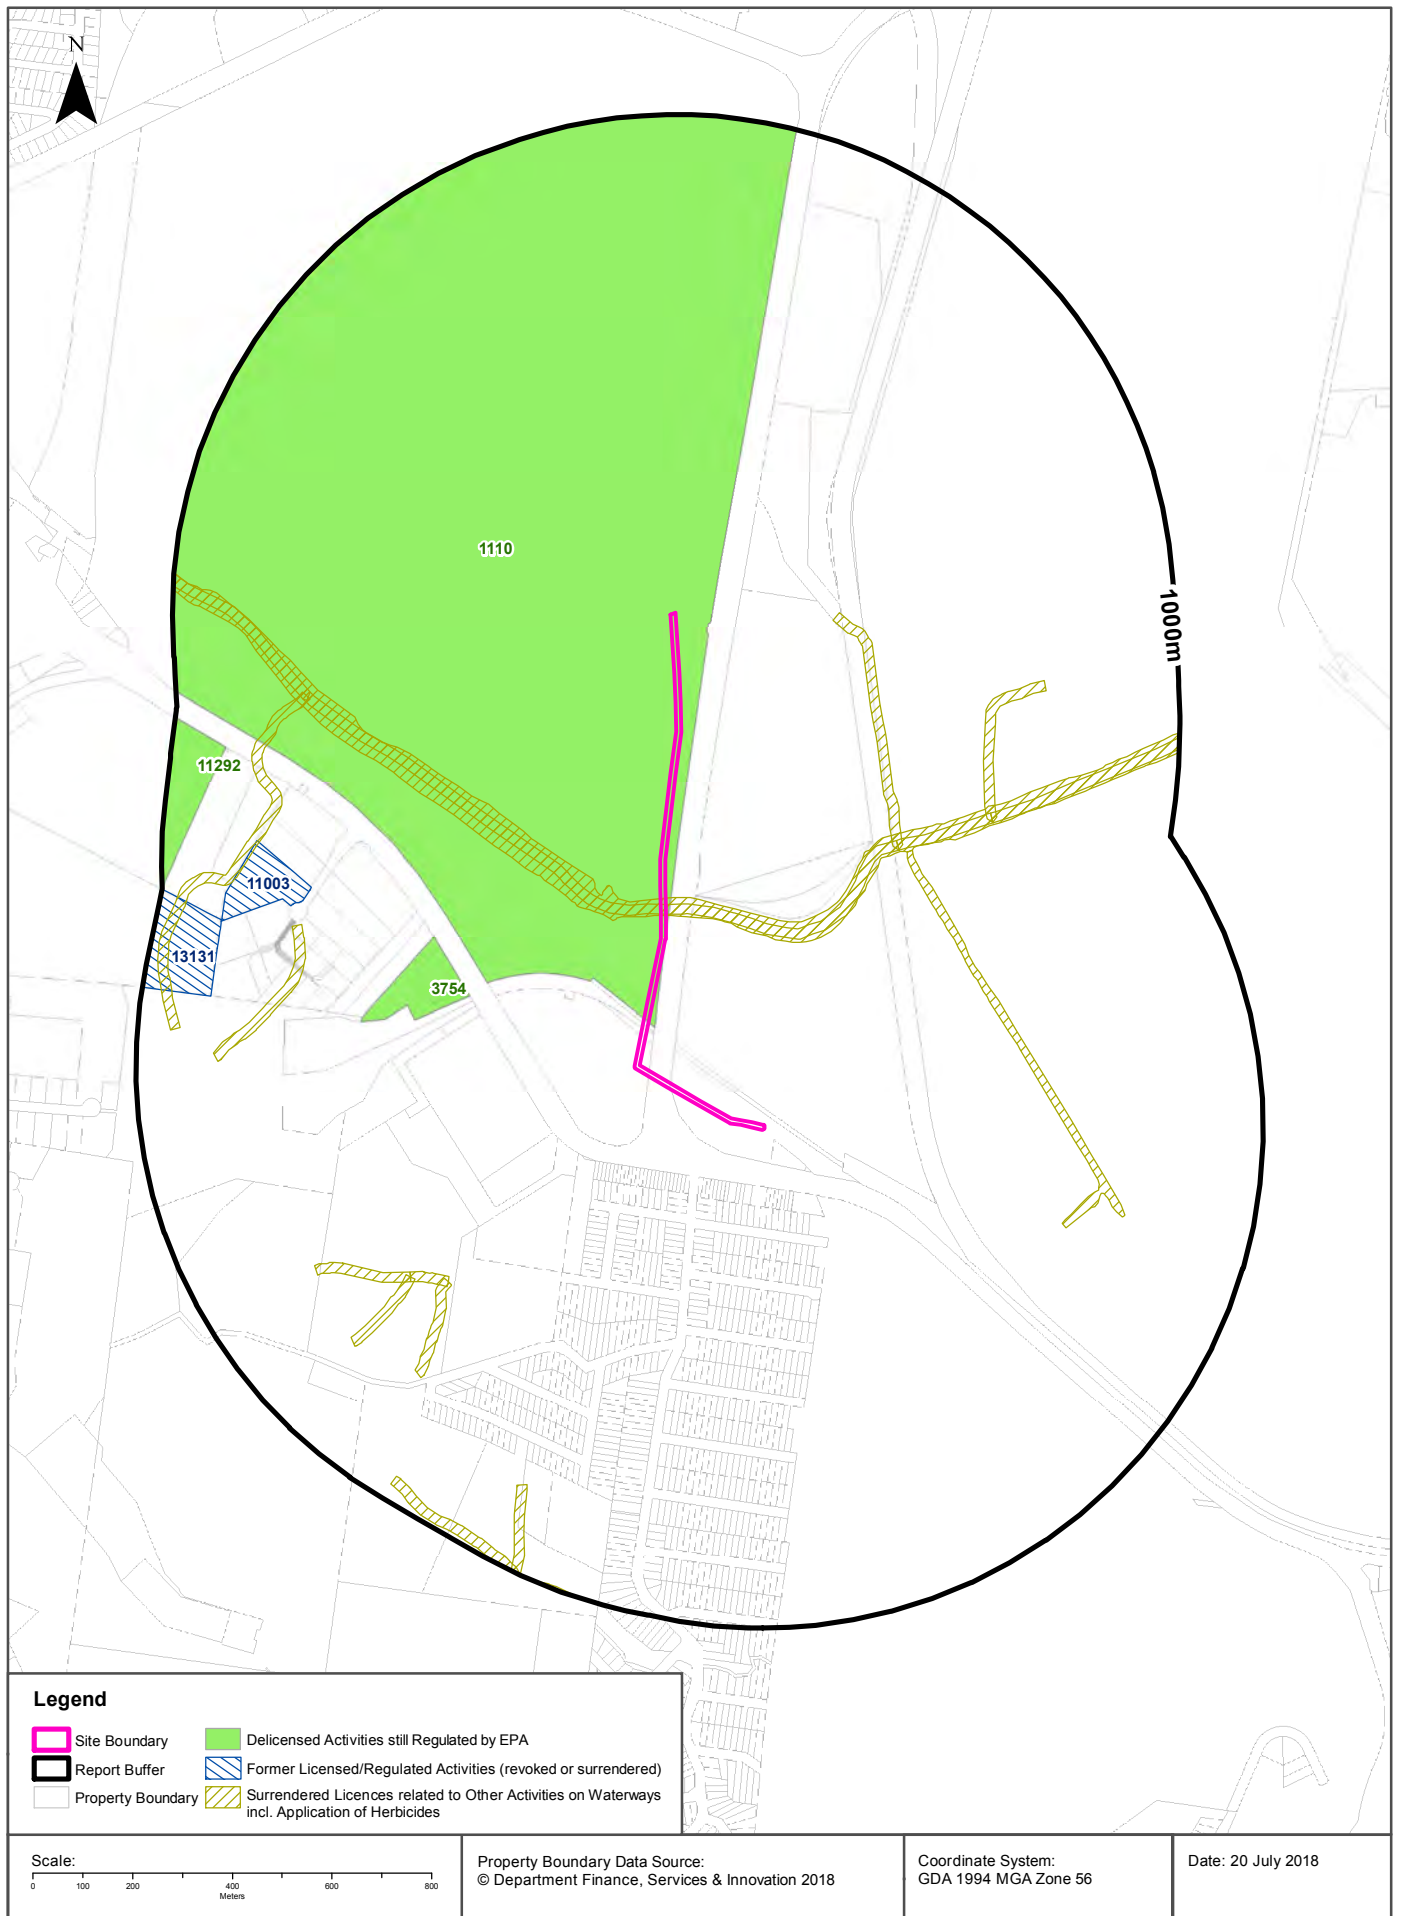 N
1110
1000m
11292
11003
13131
3754
Legend
Site Boundary
Report Buffer
Property Boundary
Delicensed Activities still Regulated by EPA
Former Licensed/Regulated Activities (revoked or surrendered)
Surrendered Licences related to Other Activities on Waterways
incl. Application of Herbicides
Scale:
0 100 200 400 600 800
Meters
Property Boundary Data Source:
© Department Finance, Services & Innovation 2018
Coordinate System:
GDA 1994 MGA Zone 56
Date: 20 July 2018